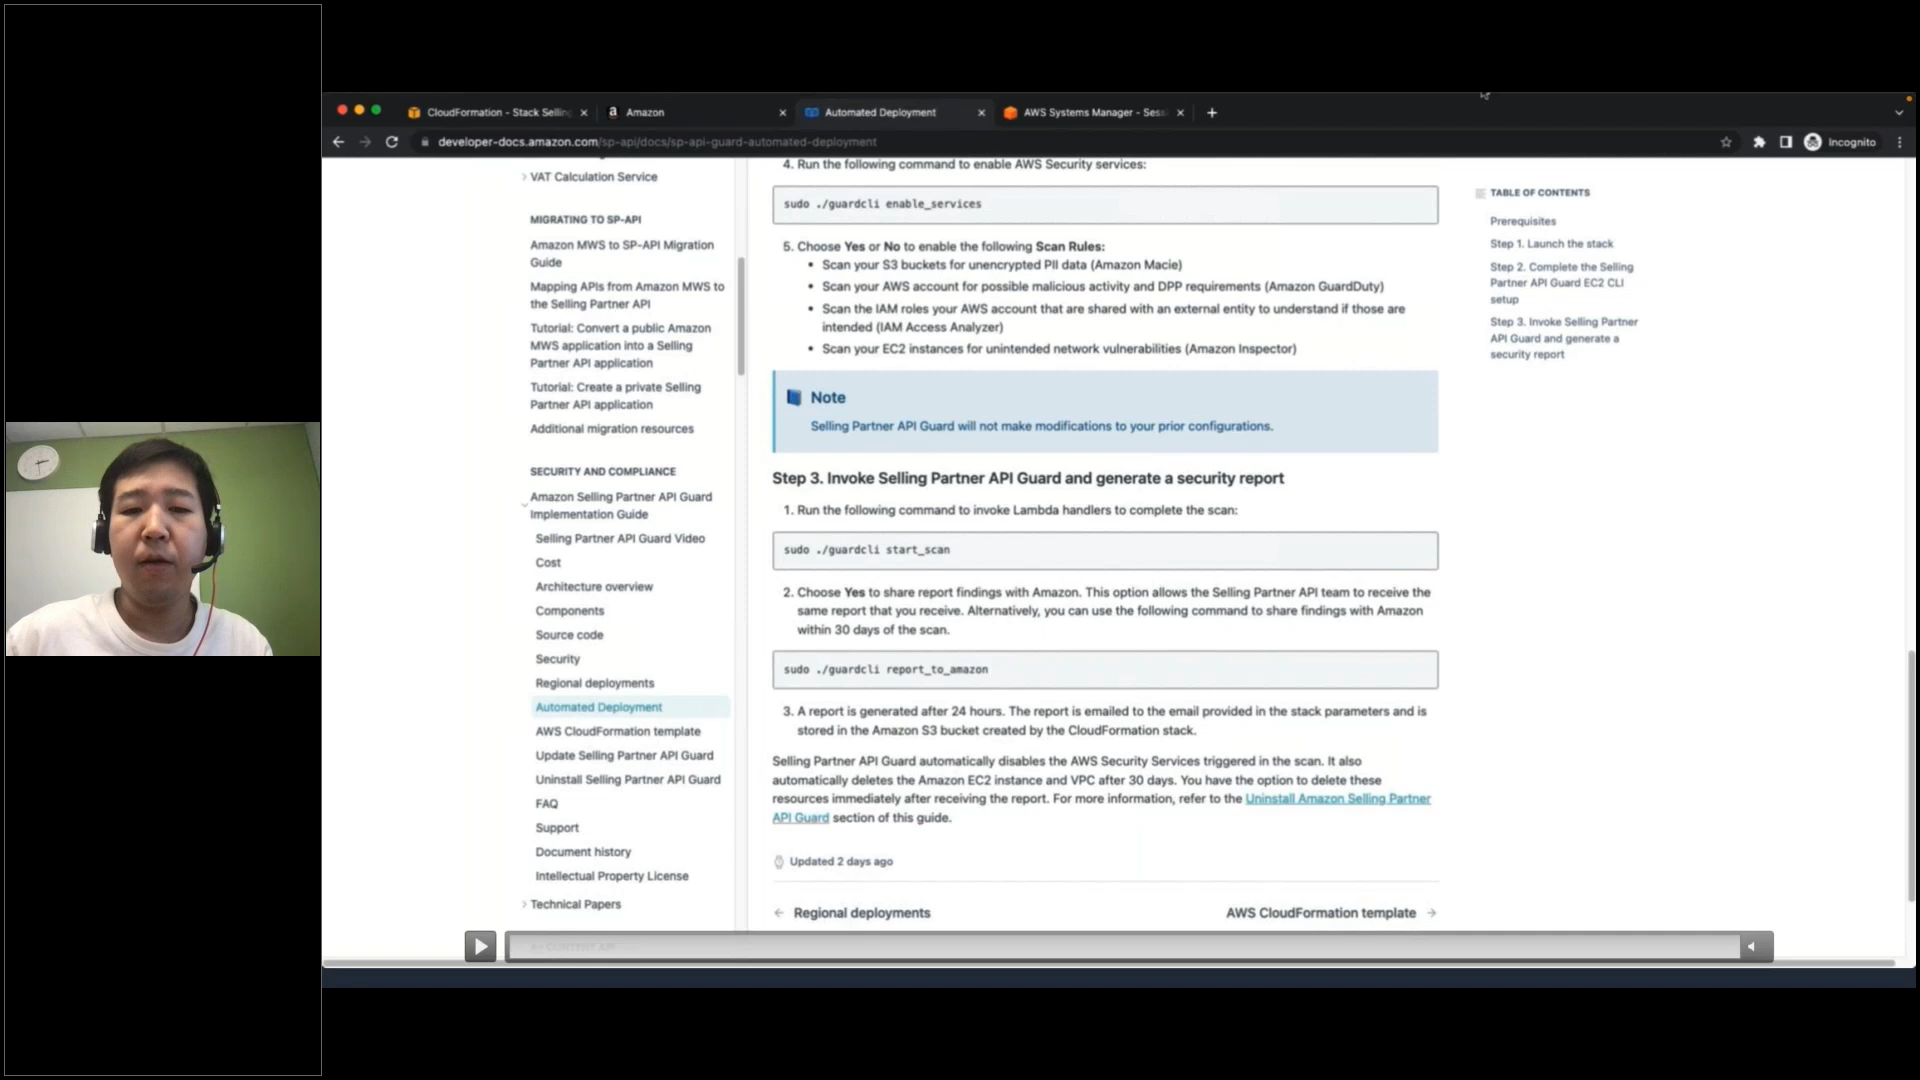 CloudFormation - Stack Selling
Amazon
Automated Deployment
AWS Systems Manager - Sess
developer-docs.amazon.com/sp-api/docs/sp-api-guard-automated-deployment
Incognito
VAT Calculation Service
MIGRATING TO SP-API
Amazon MWS to SP-API Migration
Guide
Mapping APIs from Amazon MWS to
the Selling Partner API
Tutorial: Convert a public Amazon
MWS application into a Selling
Partner API application
Tutorial: Create a private Selling
Partner API application
Additional migration resources
SECURITY AND COMPLIANCE
Amazon Selling Partner API Guard
Implementation Guide
Selling Partner API Guard Video
Cost
Architecture overview
Components
Source code
Security
Regional deployments
Automated Deployment
AWS CloudFormation template
Update Selling Partner API Guard
Uninstall Selling Partner API Guard
FAQ
Support
Document history
Intellectual Property License
Technical Papers
4. Run the following command to enable AWS Security services:
sudo ./guardcli enable_services
5. Choose Yes or No to enable the following Scan Rules:
• Scan your S3 buckets for unencrypted PII data (Amazon Macie)
• Scan your AWS account for possible malicious activity and DPP requirements (Amazon GuardDuty)
• Scan the IAM roles your AWS account that are shared with an external entity to understand if those are
intended (IAM Access Analyzer)
• Scan your EC2 instances for unintended network vulnerabilities (Amazon Inspector)
Note
Selling Partner API Guard will not make modifications to your prior configurations.
Step 3. Invoke Selling Partner API Guard and generate a security report
1. Run the following command to invoke Lambda handlers to complete the scan:
sudo ./guardcli start_scan
2. Choose Yes to share report findings with Amazon. This option allows the Selling Partner API team to receive the
same report that you receive. Alternatively, you can use the following command to share findings with Amazon
within 30 days of the scan.
sudo ./guardcli report_to_amazon
3. A report is generated after 24 hours. The report is emailed to the email provided in the stack parameters and is
stored in the Amazon S3 bucket created by the CloudFormation stack.
Selling Partner API Guard automatically disables the AWS Security Services triggered in the scan. It also
automatically deletes the Amazon EC2 instance and VPC after 30 days. You have the option to delete these
resources immediately after receiving the report. For more information, refer to the Uninstall Amazon Selling Partner
API Guard section of this guide.
Updated 2 days ago
← Regional deployments
AWS CloudFormation template →
TABLE OF CONTENTS
Prerequisites
Step 1. Launch the stack
Step 2. Complete the Selling
Partner API Guard EC2 CLI
setup
Step 3. Invoke Selling Partner
API Guard and generate a
security report